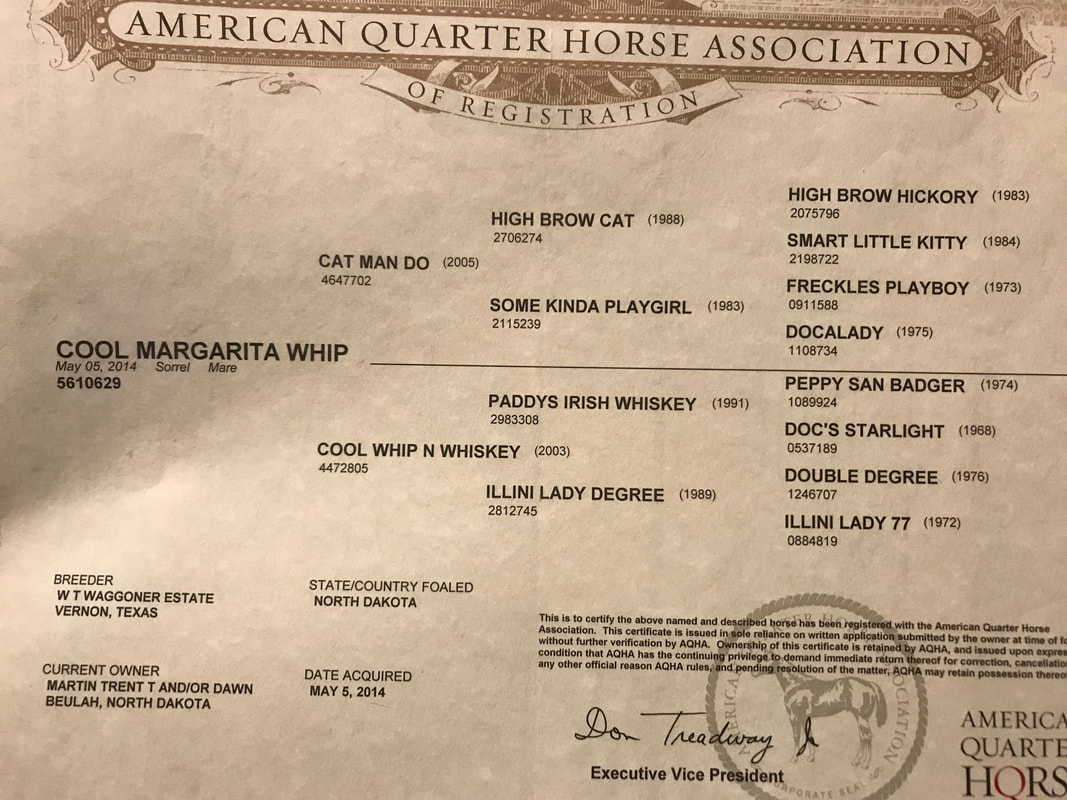 AMERICAN QUARTER HORSE ASSOCIATION
OF REGISTRATION
HIGH BROW HICKORY (1983)
2075796
HIGH BROW CAT (1988)
2706274
SMART LITTLE KITTY (1984)
2198722
CAT MAN DO (2005)
4647702
FRECKLES PLAYBOY (1973)
0911588
SOME KINDA PLAYGIRL (1983)
2115239
DOCALADY (1975)
1108734
COOL MARGARITA WHIP
May 05, 2014 Sorrel Mare
5610629
PEPPY SAN BADGER (1974)
1089924
PADDYS IRISH WHISKEY (1991)
2983308
DOC'S STARLIGHT (1968)
0537189
COOL WHIP N WHISKEY (2003)
4472805
DOUBLE DEGREE (1976)
1246707
ILLINI LADY DEGREE (1989)
2812745
ILLINI LADY 77 (1972)
0884819
BREEDER
W T WAGGONER ESTATE
VERNON, TEXAS
STATE/COUNTRY FOALED
NORTH DAKOTA
CURRENT OWNER
MARTIN TRENT T AND/OR DAWN
BEULAH, NORTH DAKOTA
DATE ACQUIRED
MAY 5, 2014
This is to certify the above named and described horse has been registered with the American Quarter Horse
Association. This certificate is issued in sole reliance on written application submitted by the owner at time of fo
without further verification by AQHA. Ownership of this certificate is retained by AQHA, and issued upon expres
condition that AQHA has the continuing privilege to demand immediate return thereof for correction, cancellatio
any other official reason AQHA rules, and pending resolution of the matter, AQHA may retain possession thereo
Don Treadway Jr
Executive Vice President
AMERICA
QUARTE
HORS